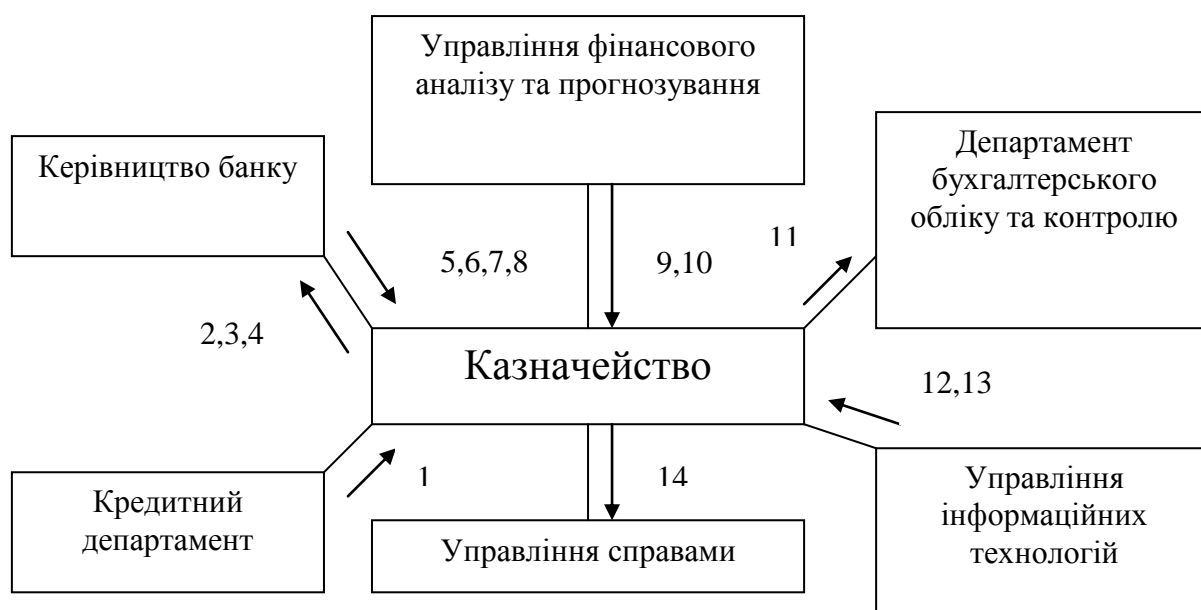 Управління фінансового
аналізу та прогнозування
Керівництво банку
Департамент
бухгалтерського
обліку та контролю
11
5,6,7,8
9,10
2,3,4
Казначейство
12,13
1
14
Кредитний
департамент
Управління справами
Управління
інформаційних
технологій